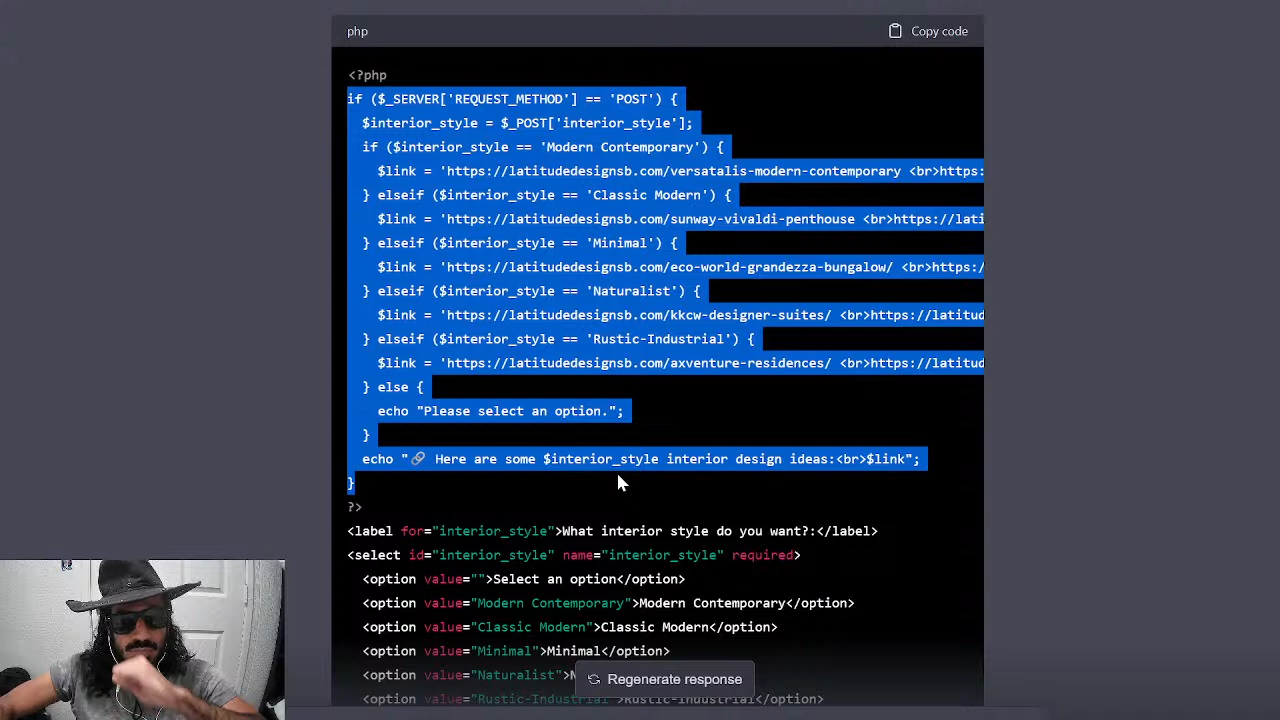 php
Copy code
<?php
if ($_SERVER['REQUEST_METHOD'] == 'POST') {
$interior_style = $_POST['interior_style'];
if ($interior_style == 'Modern Contemporary') {
$link = 'https://latitudedesignsb.com/versatalis-modern-contemporary <br>https:
} elseif ($interior_style == 'Classic Modern') {
$link = 'https://latitudedesignsb.com/sunway-vivaldi-penthouse <br>https://lati
} elseif ($interior_style == 'Minimal') {
$link = 'https://latitudedesignsb.com/eco-world-grandezza-bungalow/ <br>https:/
} elseif ($interior_style == 'Naturalist') {
$link = 'https://latitudedesignsb.com/kkcw-designer-suites/ <br>https://latitud
} elseif ($interior_style == 'Rustic-Industrial') {
$link = 'https://latitudedesignsb.com/axventure-residences/ <br>https://latitud
} else {
echo "Please select an option.";
}
echo "🔗 Here are some $interior_style interior design ideas:<br>$link";
}
?>
<label for="interior_style">What interior style do you want?:</label>
<select id="interior_style" name="interior_style" required>
<option value="">Select an option</option>
<option value="Modern Contemporary">Modern Contemporary</option>
<option value="Classic Modern">Classic Modern</option>
<option value="Minimal">Minimal</option>
<option value="Naturalist">N
Regenerate response
<option value="Rustic-Industrial">Rustic-Industrial</option>